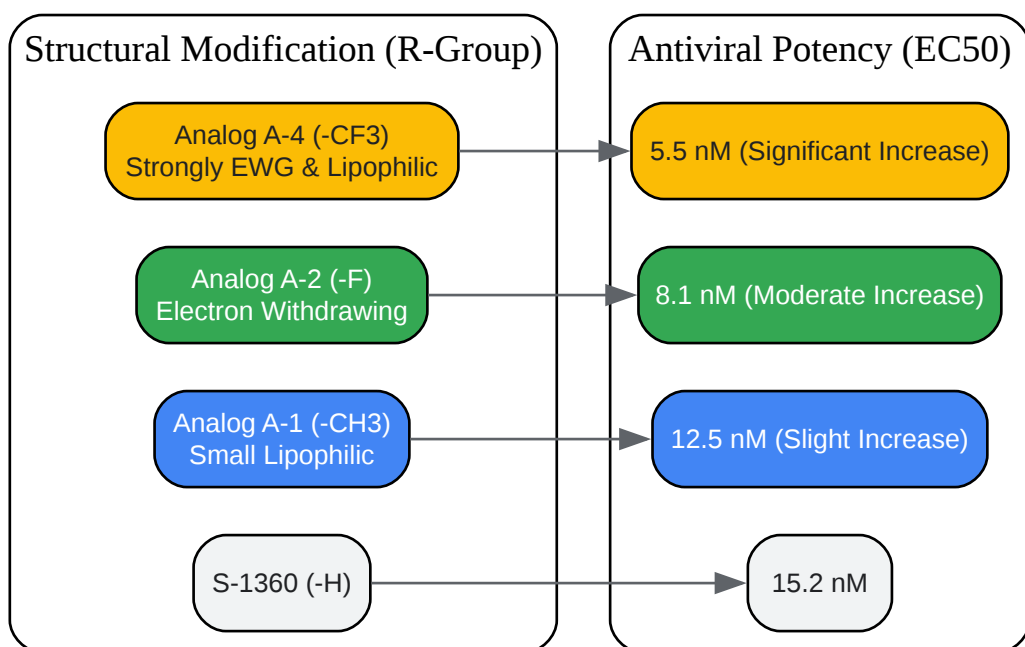 Structural Modification (R-Group)
Antiviral Potency (EC50)
Analog A-4 (-CF3)
Strongly EWG & Lipophilic
5.5 nM (Significant Increase)
Analog A-2 (-F)
Electron Withdrawing
8.1 nM (Moderate Increase)
Analog A-1 (-CH3)
Small Lipophilic
12.5 nM (Slight Increase)
S-1360 (-H)
15.2 nM